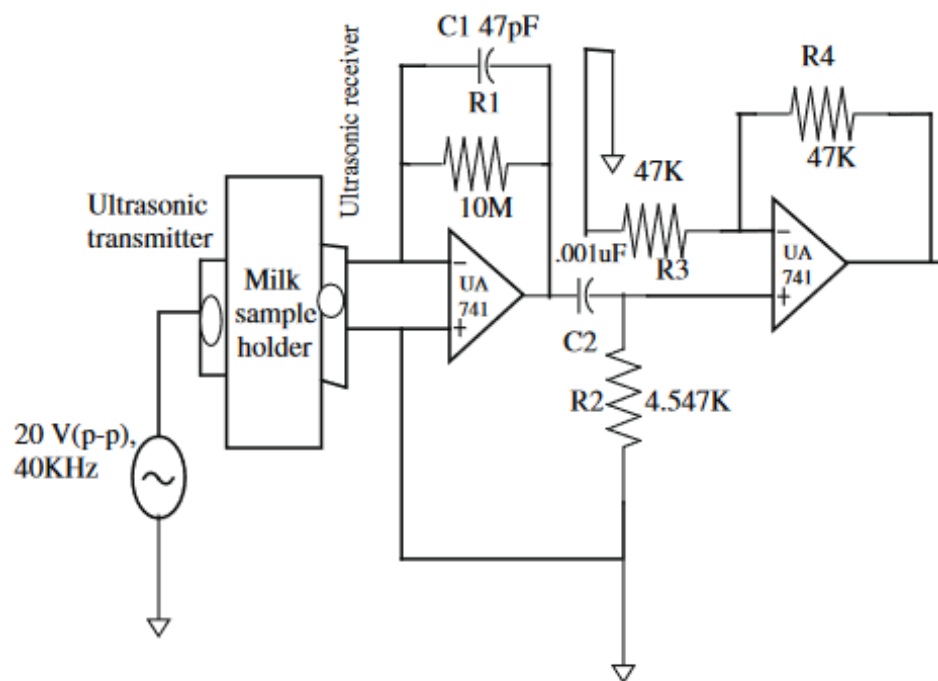 C1 47pF
R1
10M
Ultrasonic receiver
Ultrasonic
transmitter
Milk
sample
holder
20 V(p-p),
40KHz
−
UA
741
+
.001uF
C2
R2
4.547K
47K
R3
R4
47K
−
UA
741
+